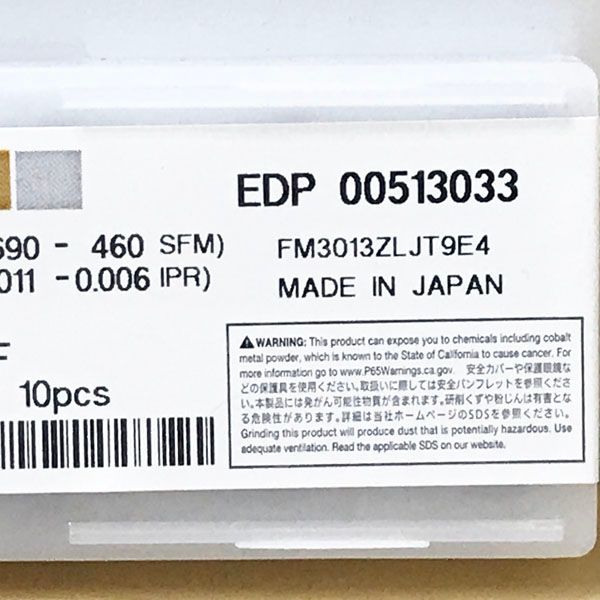 EDP 00513033
690 - 460 SFM)
011 -0.006 IPR)
FM3013ZLJT9E4
MADE IN JAPAN
F
10pcs
⚠WARNING: This product can expose you to chemicals including cobalt
metal powder, which is known to the State of California to cause cancer. For
more information go to www.P65Warnings.ca.gov. 安全カバーや保護眼鏡な
どの保護具を使用ください。取扱いに際しては安全パンフレットを参照くださ
い。本製品には発がん可能性物質が含まれています。研削くずや粉じんは有害とな
る危険性があります。詳細は当社ホームページのSDSを参照ください。
Grinding this product will produce dust that is potentially hazardous. Use
adequate ventilation. Read the applicable SDS on our website.